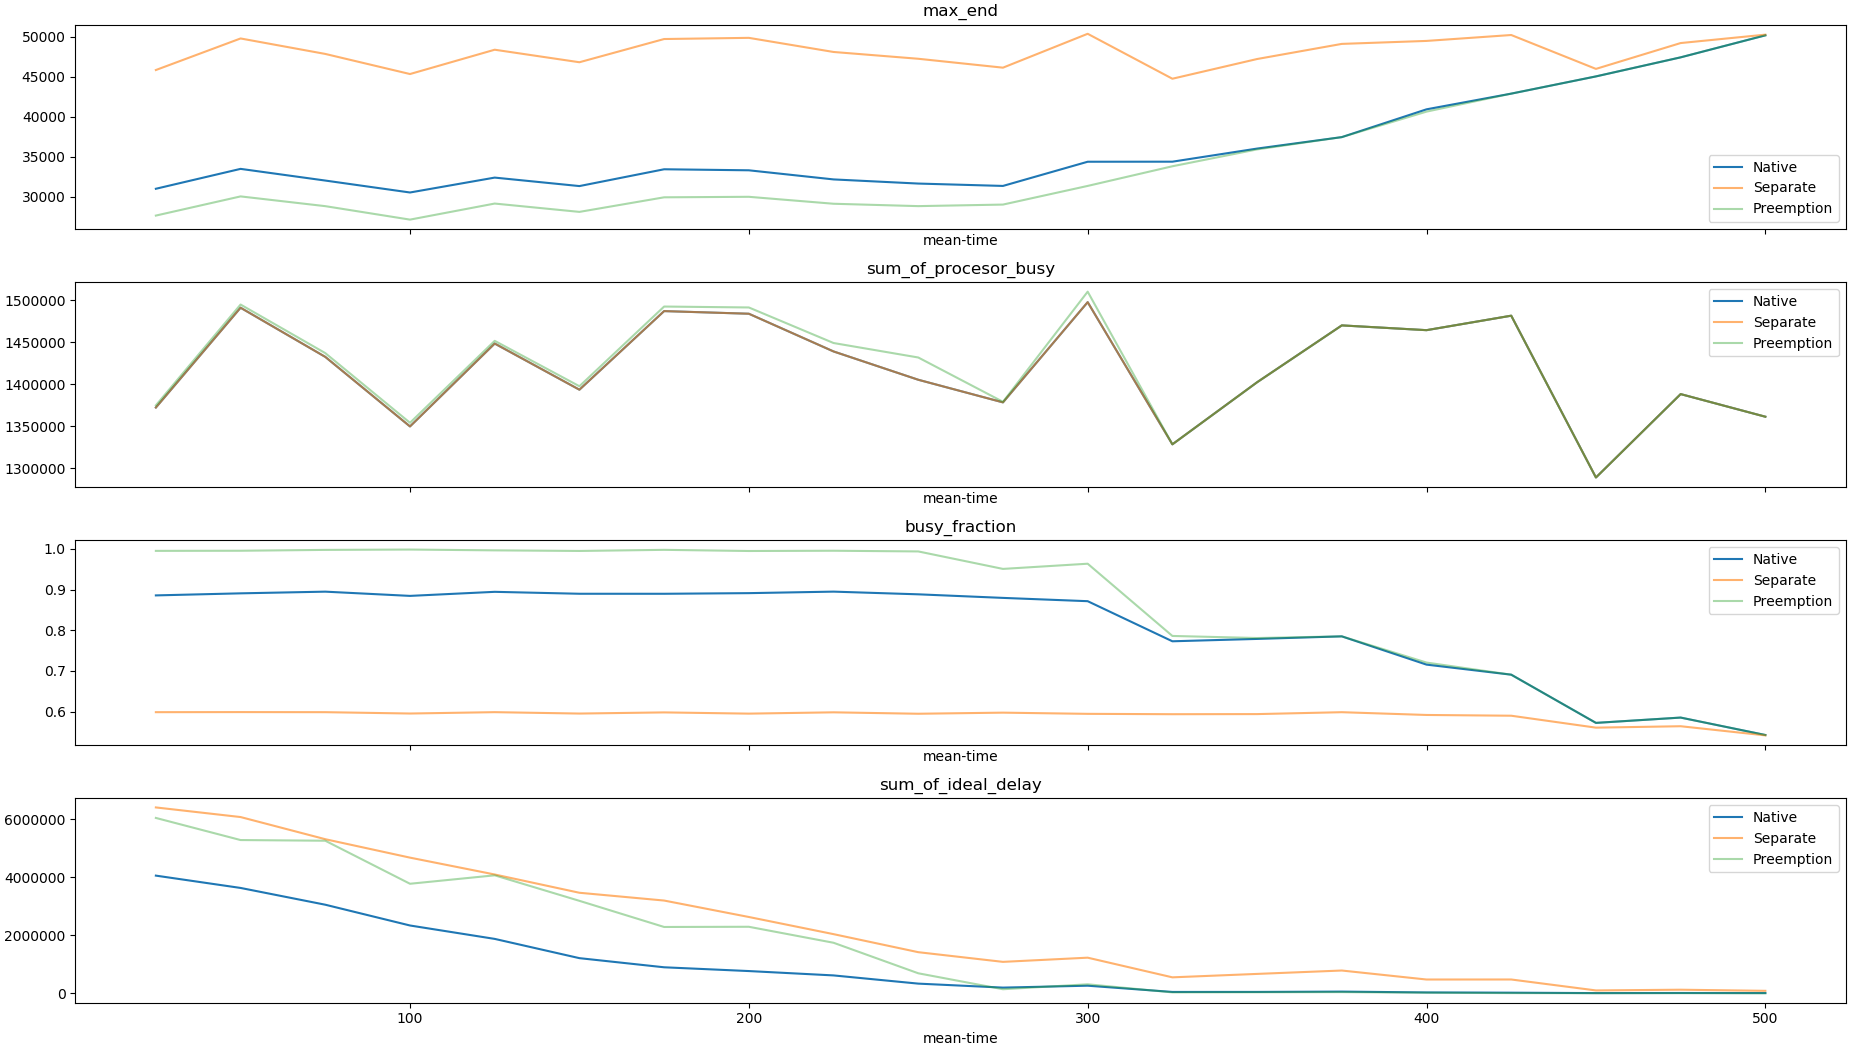 max_end
50000
45000
40000
35000
30000
Native
Separate
Preemption
mean-time
sum_of_procesor_busy
1500000
1450000
1400000
1350000
1300000
Native
Separate
Preemption
mean-time
busy_fraction
1.0
0.9
0.8
0.7
0.6
Native
Separate
Preemption
mean-time
sum_of_ideal_delay
6000000
4000000
2000000
0
Native
Separate
Preemption
100 200 300 400 500
mean-time